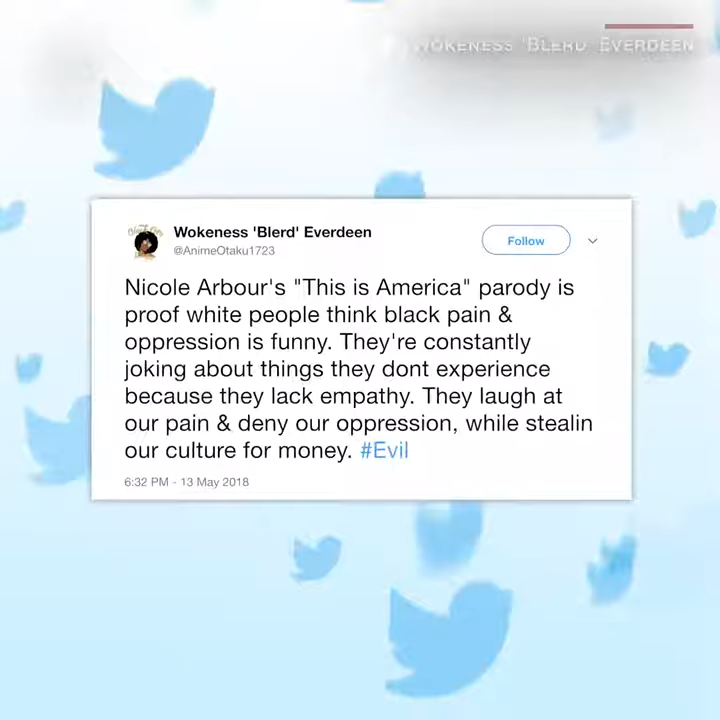 WOKENESS 'BLERD' EVERDEEN
Wokeness 'Blerd' Everdeen
@AnimeOtaku1723
Follow
Nicole Arbour's "This is America" parody is
proof white people think black pain &
oppression is funny. They're constantly
joking about things they dont experience
because they lack empathy. They laugh at
our pain & deny our oppression, while stealin
our culture for money. #Evil
6:32 PM - 13 May 2018